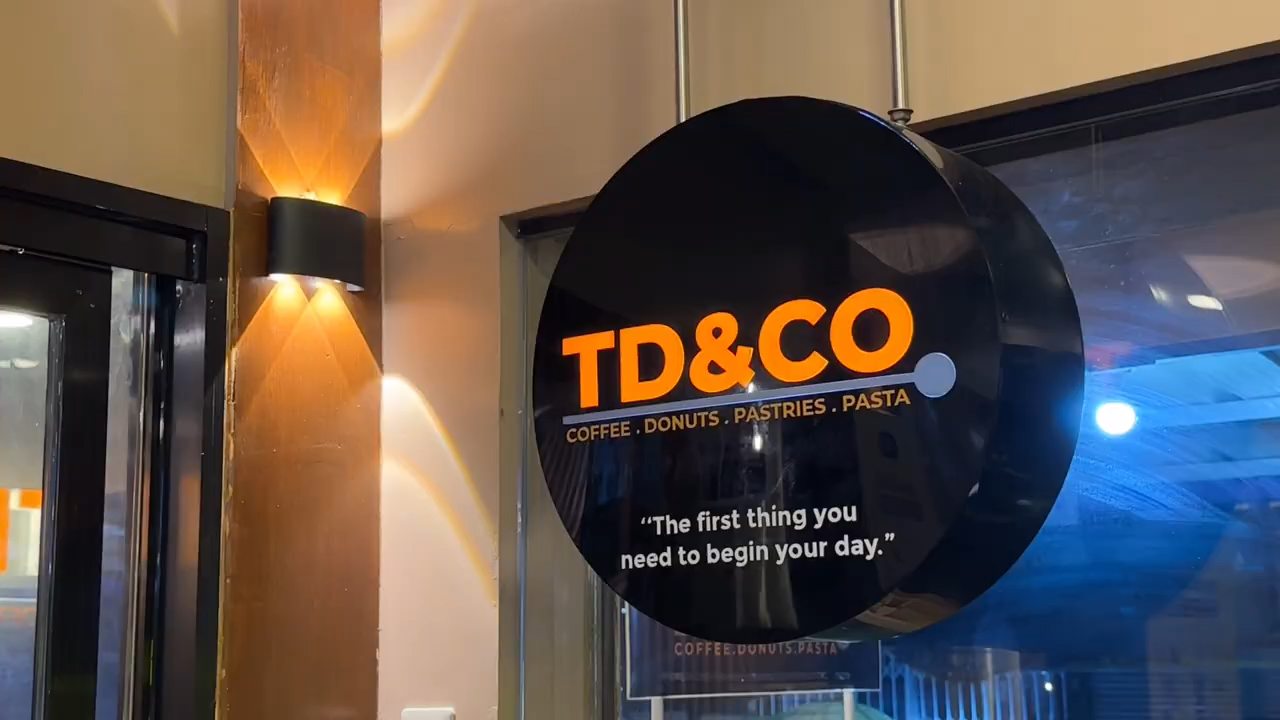 TD&CO
COFFEE . DONUTS . PASTRIES . PASTA
“The first thing you
need to begin your day.”
COFFEE.DONUTS.PASTA